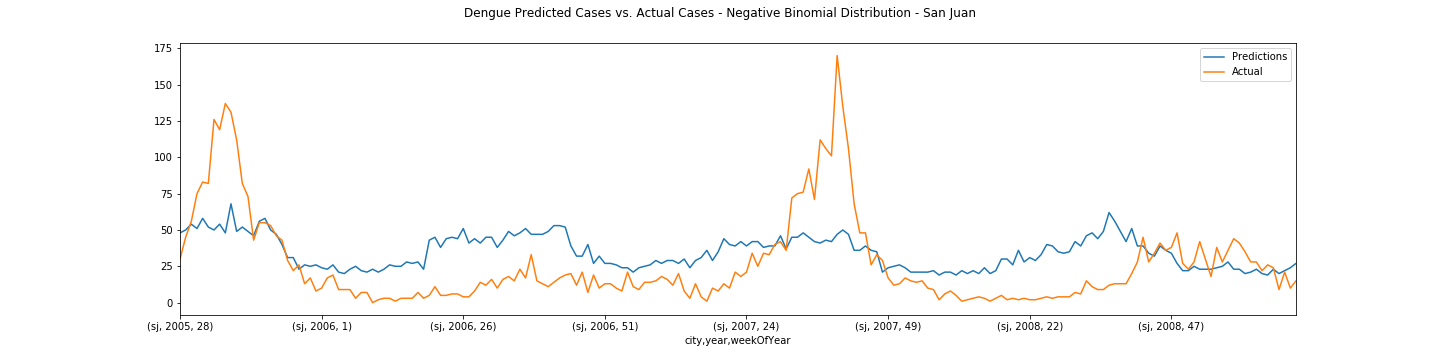 Dengue Predicted Cases vs. Actual Cases - Negative Binomial Distribution - San Juan
175
150
125
100
75
50
25
0
Predictions
Actual
(sj, 2005, 28)
(sj, 2006, 1)
(sj, 2006, 26)
(sj, 2006, 51)
(sj, 2007, 24)
(sj, 2007, 49)
(sj, 2008, 22)
(sj, 2008, 47)
city,year,weekOfYear